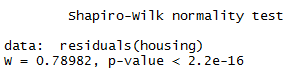 Shapiro-Wilk normality test
data:  residuals(housing)
W = 0.78982, p-value < 2.2e-16